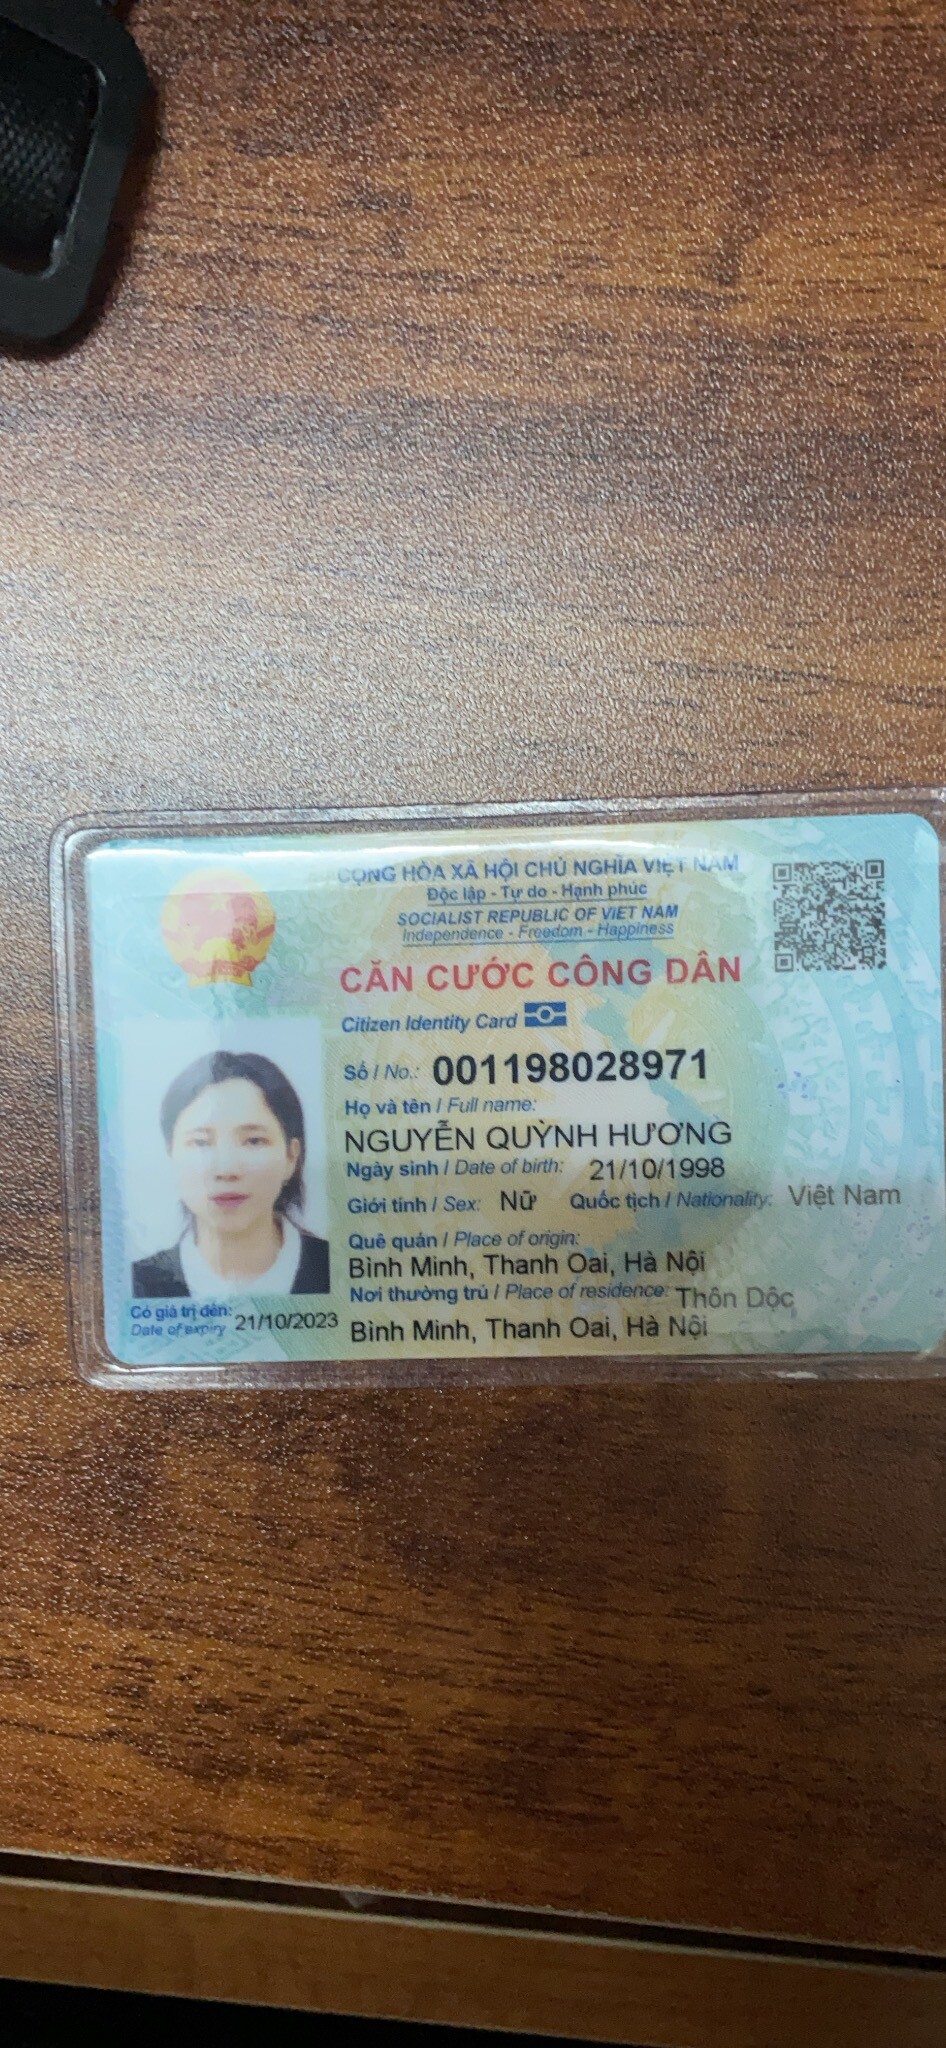 CỘNG HÒA XÃ HỘI CHỦ NGHĨA VIỆT NAM
Độc lập - Tự do - Hạnh phúc
SOCIALIST REPUBLIC OF VIET NAM
Independence - Freedom - Happiness
CĂN CƯỚC CÔNG DÂN
Citizen Identity Card
Số / No.: 001198028971
Họ và tên / Full name:
NGUYỄN QUỲNH HƯƠNG
Ngày sinh / Date of birth: 21/10/1998
Giới tính / Sex: Nữ Quốc tịch / Nationality: Việt Nam
Quê quán / Place of origin:
Bình Minh, Thanh Oai, Hà Nội
Nơi thường trú / Place of residence: Thôn Dộc
Bình Minh, Thanh Oai, Hà Nội
Có giá trị đến: 21/10/2023
Date of expiry